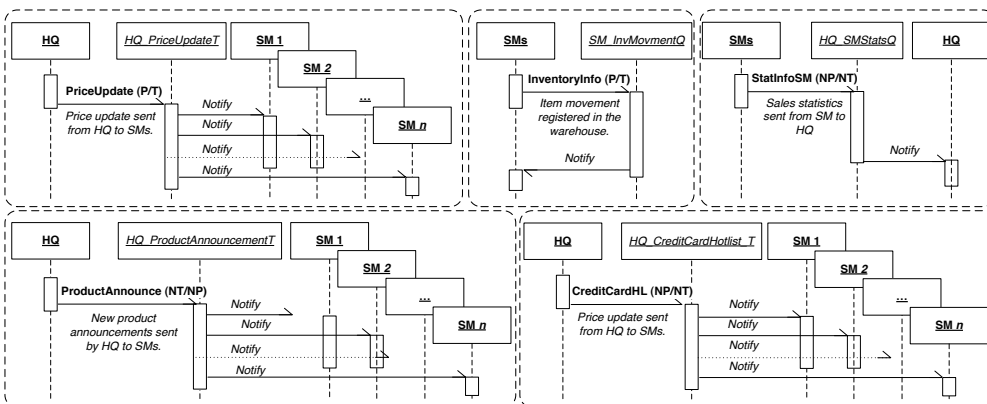 HQ
HQ_PriceUpdateT
SM 1
SM 2
...
SM n
PriceUpdate (P/T)
Price update sent
from HQ to SMs.
Notify
Notify
Notify
Notify
SMs
SM_InvMovmentQ
InventoryInfo (P/T)
Item movement
registered in the
warehouse.
Notify
SMs
HQ_SMStatsQ
HQ
StatInfoSM (NP/NT)
Sales statistics
sent from SM to
HQ
Notify
HQ
HQ_ProductAnnouncementT
SM 1
SM 2
...
SM n
ProductAnnounce (NT/NP)
New product
announcements sent
by HQ to SMs.
Notify
Notify
Notify
Notify
HQ
HQ_CreditCardHotlist_T
SM 1
SM 2
...
SM n
CreditCardHL (NP/NT)
Price update sent
from HQ to SMs.
Notify
Notify
Notify
Notify